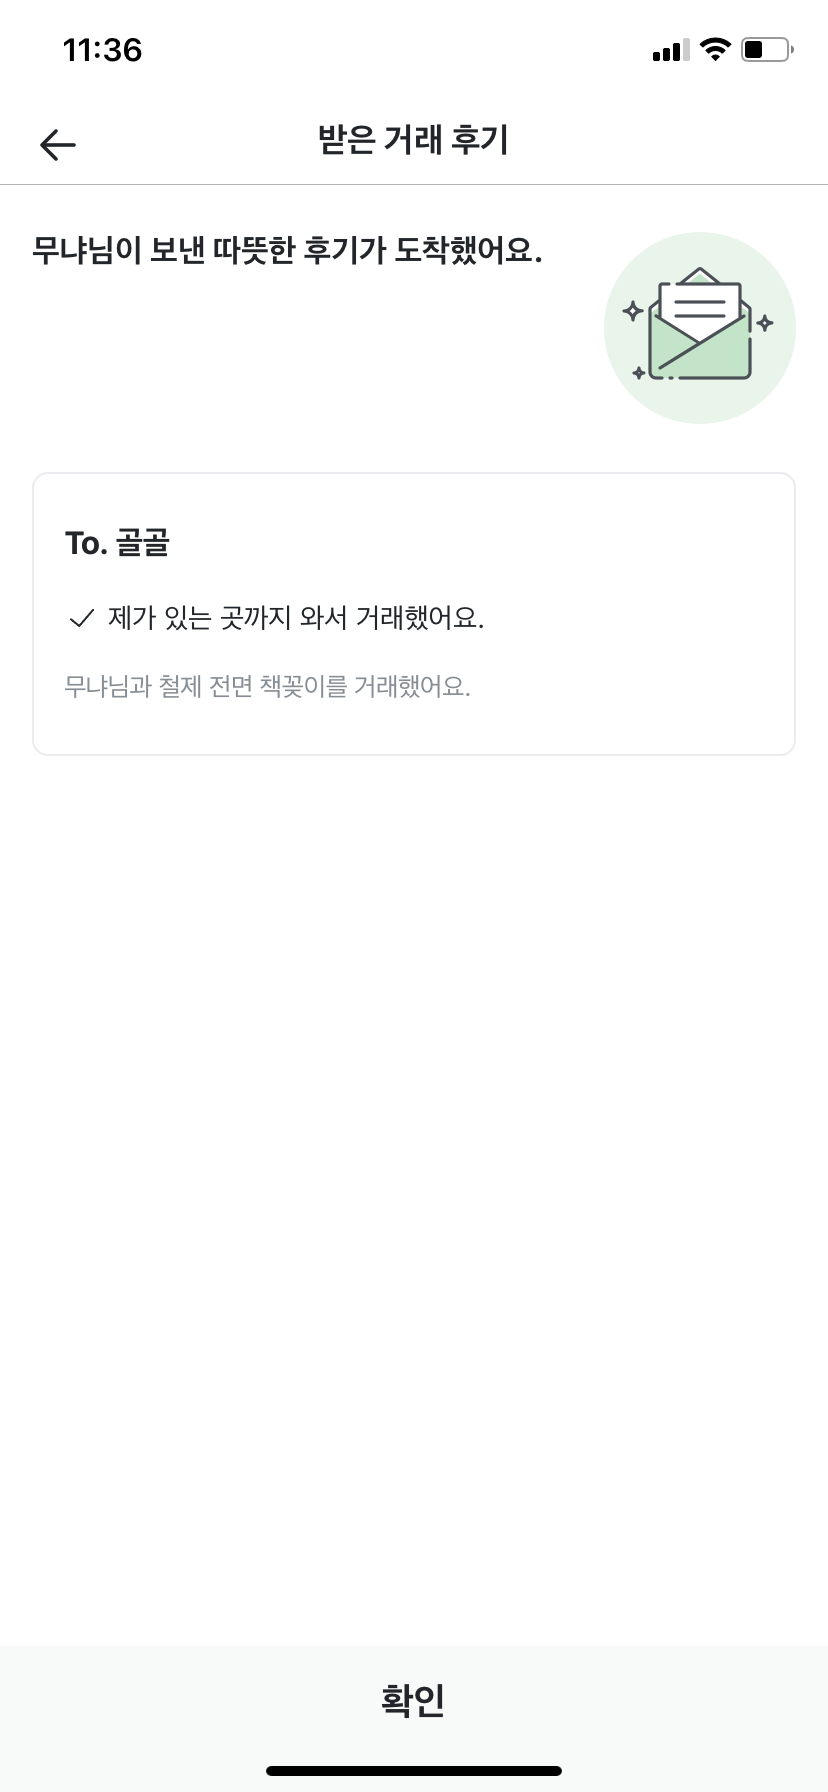 11:36
받은 거래 후기
무냐님이 보낸 따뜻한 후기가 도착했어요.
To. 골골
제가 있는 곳까지 와서 거래했어요.
무냐님과 철제 전면 책꽂이를 거래했어요.
확인